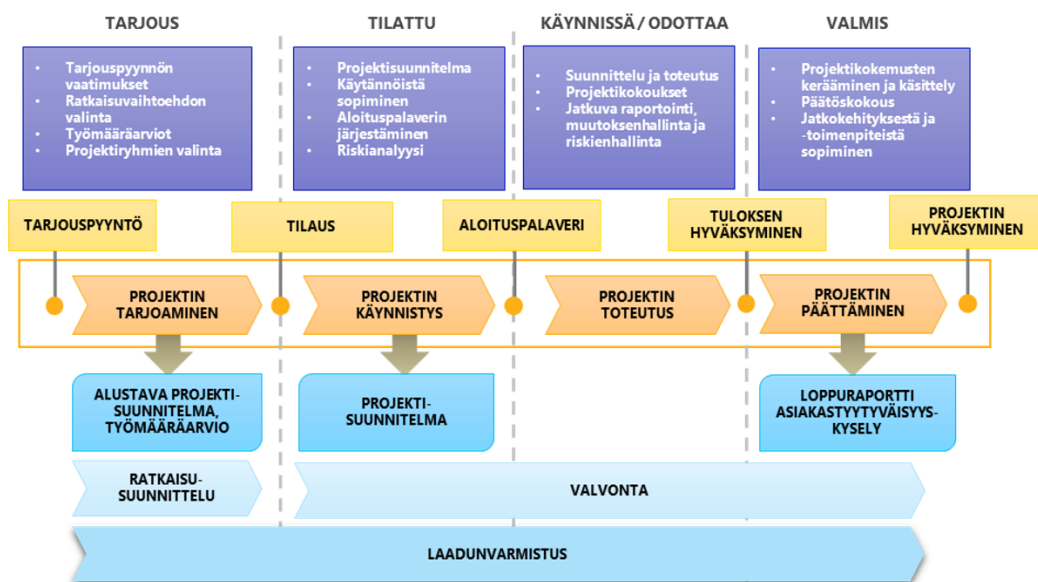 TARJOUS
TILATTU
KÄYNNISSÄ / ODOTTAA
VALMIS
• Tarjouspyynnön
vaatimukset
• Ratkaisuvaihtoehdon
valinta
• Työmääräarviot
• Projektiryhmien valinta
• Projektisuunnitelma
• Käytännöistä
sopiminen
• Aloituspalaverin
järjestäminen
• Riskianalyysi
• Suunnittelu ja toteutus
• Projektikokoukset
• Jatkuva raportointi,
muutoksenhallinta ja
riskienhallinta
• Projektikokemusten
kerääminen ja käsittely
• Päätöskokous
• Jatkokehityksestä ja
-toimenpiteistä
sopiminen
TARJOUSPYYNTÖ
TILAUS
ALOITUSPALAVERI
TULOKSEN
HYVÄKSYMINEN
PROJEKTIN
HYVÄKSYMINEN
PROJEKTIN
TARJOAMINEN
PROJEKTIN
KÄYNNISTYS
PROJEKTIN
TOTEUTUS
PROJEKTIN
PÄÄTTÄMINEN
ALUSTAVA PROJEKTI-
SUUNNITELMA,
TYÖMÄÄRÄARVIO
PROJEKTI-
SUUNNITELMA
LOPPURAPORTTI
ASIAKASTYYTYVÄISYYS-
KYSELY
RATKAISU-
SUUNNITTELU
VALVONTA
LAADUNVARMISTUS